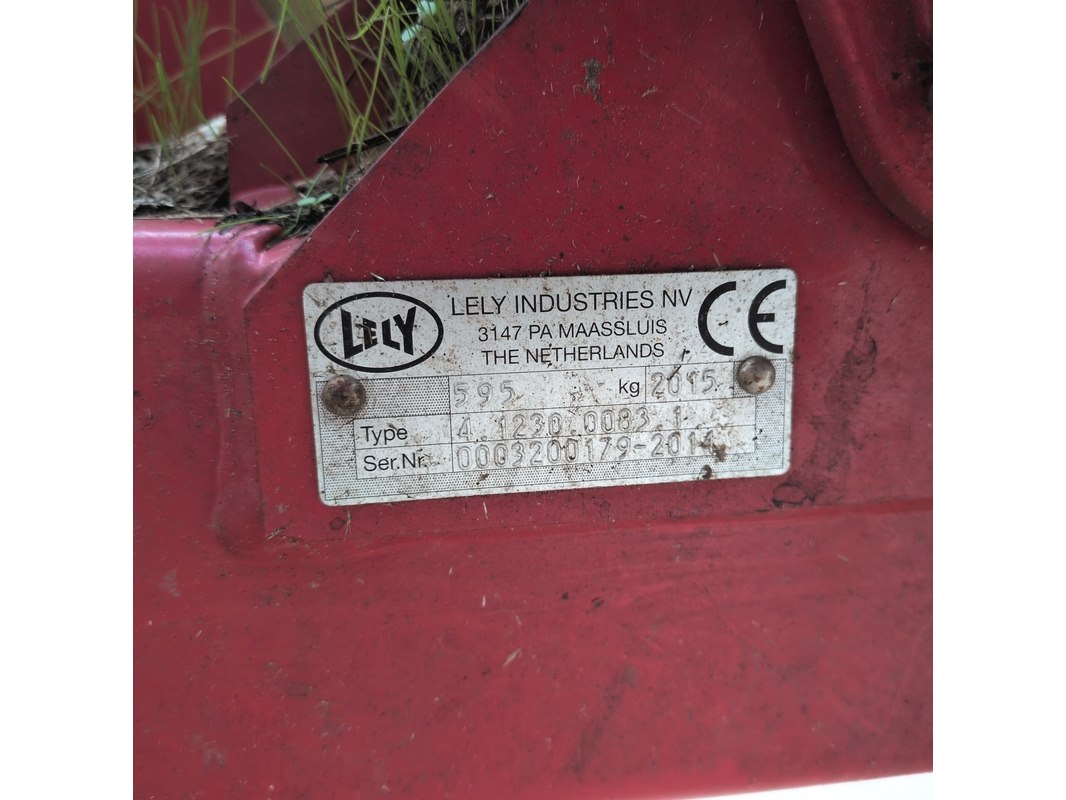 LELY
LELY INDUSTRIES NV
3147 PA MAASSLUIS
THE NETHERLANDS
CE
595 kg 2015
Type 4.1230.0083.1
Ser.Nr. 0003200179-2014